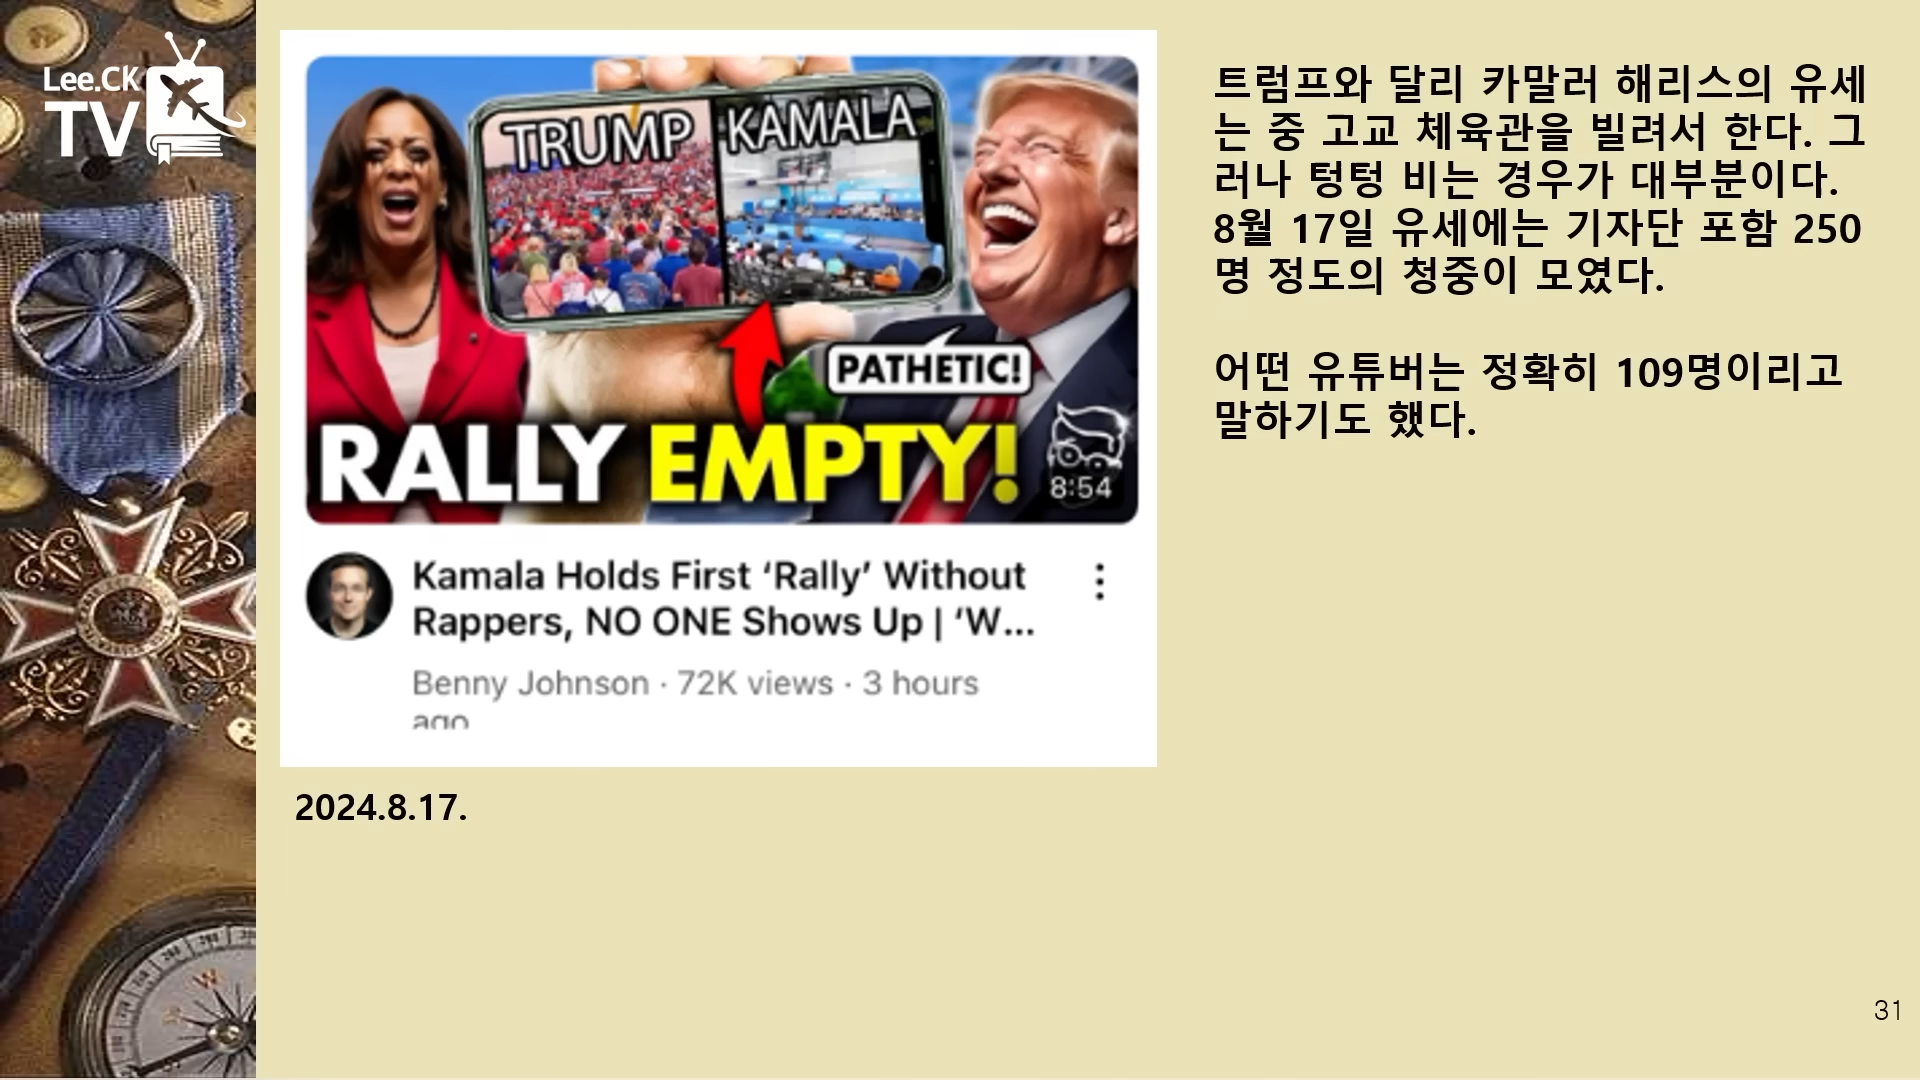 Lee.CK
TV
TRUMP
KAMALA
PATHETIC!
RALLY EMPTY!
8:54
Kamala Holds First ‘Rally’ Without
Rappers, NO ONE Shows Up | ‘W...
Benny Johnson · 72K views · 3 hours
ago
2024.8.17.
트럼프와 달리 카말러 해리스의 유세
는 중 고교 체육관을 빌려서 한다. 그
러나 텅텅 비는 경우가 대부분이다.
8월 17일 유세에는 기자단 포함 250
명 정도의 청중이 모였다.
어떤 유튜버는 정확히 109명이리고
말하기도 했다.
31